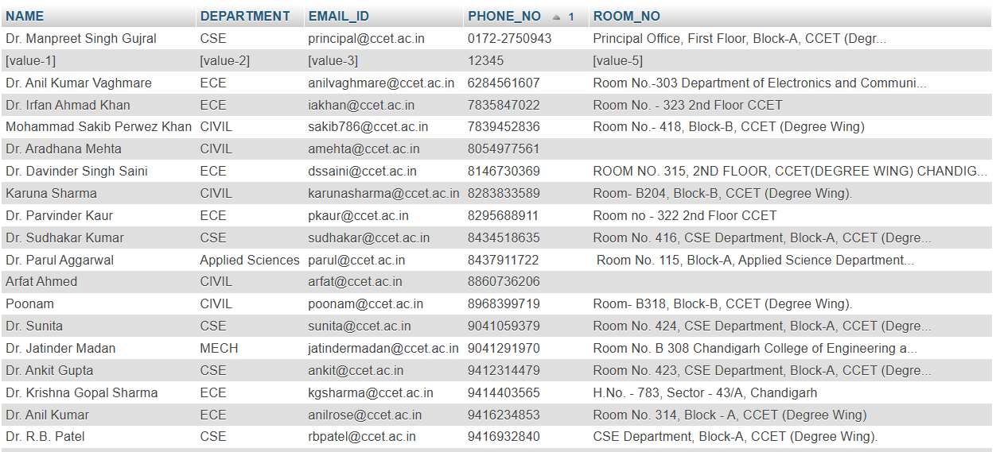 NAME DEPARTMENT EMAIL_ID PHONE_NO 1 ROOM_NO
Dr. Manpreet Singh Gujral CSE principal@ccet.ac.in 0172-2750943 Principal Office, First Floor, Block-A, CCET (Degr...
[value-1] [value-2] [value-3] 12345 [value-5]
Dr. Anil Kumar Vaghmare ECE anilvaghmare@ccet.ac.in 6284561607 Room No.-303 Department of Electronics and Communi...
Dr. Irfan Ahmad Khan ECE iakhan@ccet.ac.in 7835847022 Room No. - 323 2nd Floor CCET
Mohammad Sakib Perwez Khan CIVIL sakib786@ccet.ac.in 7839452836 Room No.- 418, Block-B, CCET (Degree Wing)
Dr. Aradhana Mehta CIVIL amehta@ccet.ac.in 8054977561
Dr. Davinder Singh Saini ECE dssaini@ccet.ac.in 8146730369 ROOM NO. 315, 2ND FLOOR, CCET(DEGREE WING) CHANDIG...
Karuna Sharma CIVIL karunasharma@ccet.ac.in 8283833589 Room- B204, Block-B, CCET (Degree Wing).
Dr. Parvinder Kaur ECE pkaur@ccet.ac.in 8295688911 Room no - 322 2nd Floor CCET
Dr. Sudhakar Kumar CSE sudhakar@ccet.ac.in 8434518635 Room No. 416, CSE Department, Block-A, CCET (Degre...
Dr. Parul Aggarwal Applied Sciences parul@ccet.ac.in 8437911722 Room No. 115, Block-A, Applied Science Department...
Arfat Ahmed CIVIL arfat@ccet.ac.in 8860736206
Poonam CIVIL poonam@ccet.ac.in 8968399719 Room- B318, Block-B, CCET (Degree Wing).
Dr. Sunita CSE sunita@ccet.ac.in 9041059379 Room No. 424, CSE Department, Block-A, CCET (Degre...
Dr. Jatinder Madan MECH jatindermadan@ccet.ac.in 9041291970 Room No. B 308 Chandigarh College of Engineering a...
Dr. Ankit Gupta CSE ankit@ccet.ac.in 9412314479 Room No. 423, CSE Department, Block-A, CCET (Degre...
Dr. Krishna Gopal Sharma ECE kgsharma@ccet.ac.in 9414403565 H.No. - 783, Sector - 43/A, Chandigarh
Dr. Anil Kumar ECE anilrose@ccet.ac.in 9416234853 Room No. 314, Block - A, CCET (Degree Wing)
Dr. R.B. Patel CSE rbpatel@ccet.ac.in 9416932840 CSE Department, Block-A, CCET (Degree Wing).